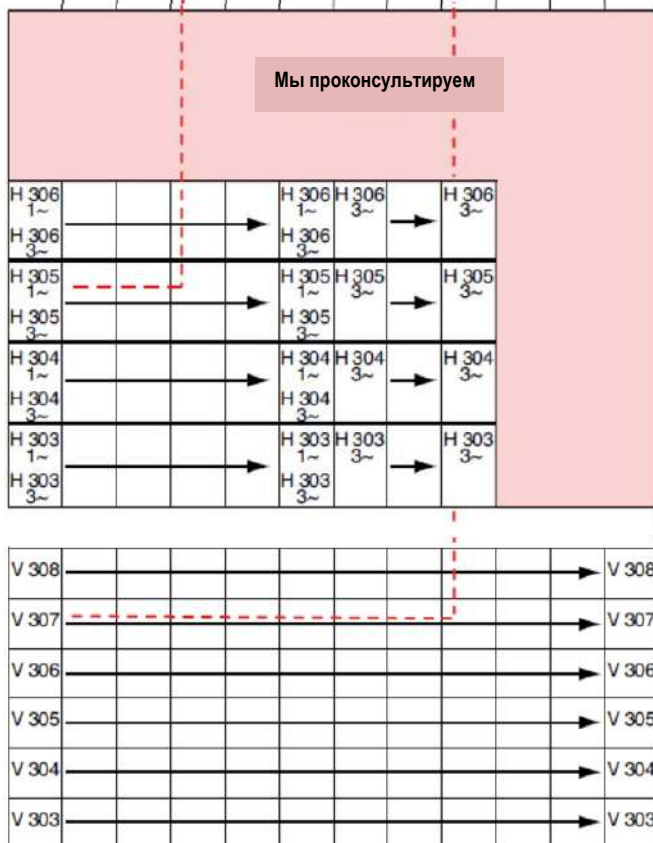 Мы проконсультируем
H 306 H 306 H 306 H 306
1~ 1~ 3~ 3~
H 306 H 306
3~ 3~
H 305 H 305 H 305 H 305
1~ 1~ 3~ 3~
H 305 H 305
3~ 3~
H 304 H 304 H 304 H 304
1~ 1~ 3~ 3~
H 304 H 304
3~ 3~
H 303 H 303 H 303 H 303
1~ 1~ 3~ 3~
H 303 H 303
3~ 3~
V 308 V 308
V 307 V 307
V 306 V 306
V 305 V 305
V 304 V 304
V 303 V 303